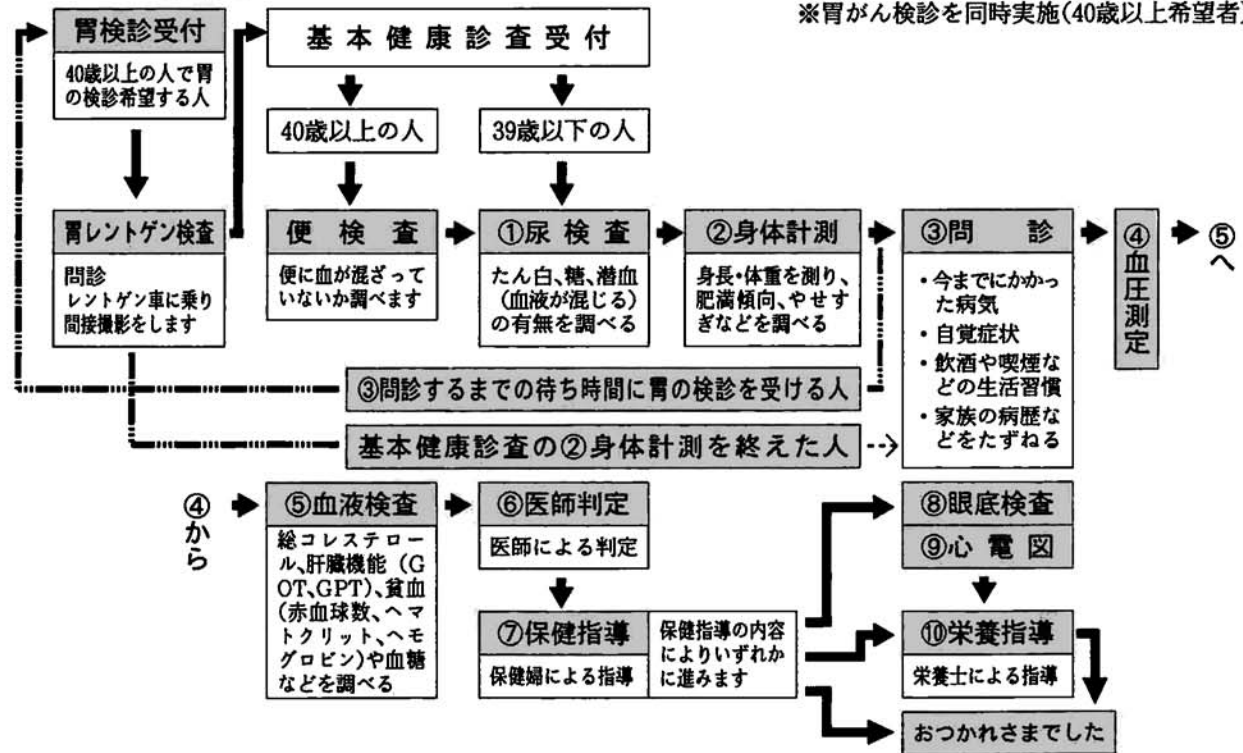 ※胃がん検診を同時実施(40歳以上希望者)
胃検診受付
40歳以上の人で胃
の検診希望する人
基本健康診査受付
40歳以上の人
39歳以下の人
胃レントゲン検査
問診
レントゲン車に乗り
間接撮影をします
便検査
便に血が混ざって
いないか調べます
①尿検査
たん白、糖、潜血
(血液が混じる)
の有無を調べる
②身体計測
身長・体重を測り、
肥満傾向、やせす
ぎなどを調べる
③問診
・今までにかかっ
た病気
・自覚症状
・飲酒や喫煙な
どの生活習慣
・家族の病歴な
どをたずねる
④血圧測定
⑤へ
③問診するまでの待ち時間に胃の検診を受ける人
基本健康診査の②身体計測を終えた人
④から
⑤血液検査
総コレステロー
ル、肝臓機能(G
OT、GPT)、貧血
(赤血球数、ヘマ
トクリット、ヘモ
グロビン)や血糖
などを調べる
⑥医師判定
医師による判定
⑦保健指導
保健婦による指導
保健指導の内容
によりいずれか
に進みます
⑧眼底検査
⑨心電図
⑩栄養指導
栄養士による指導
おつかれさまでした